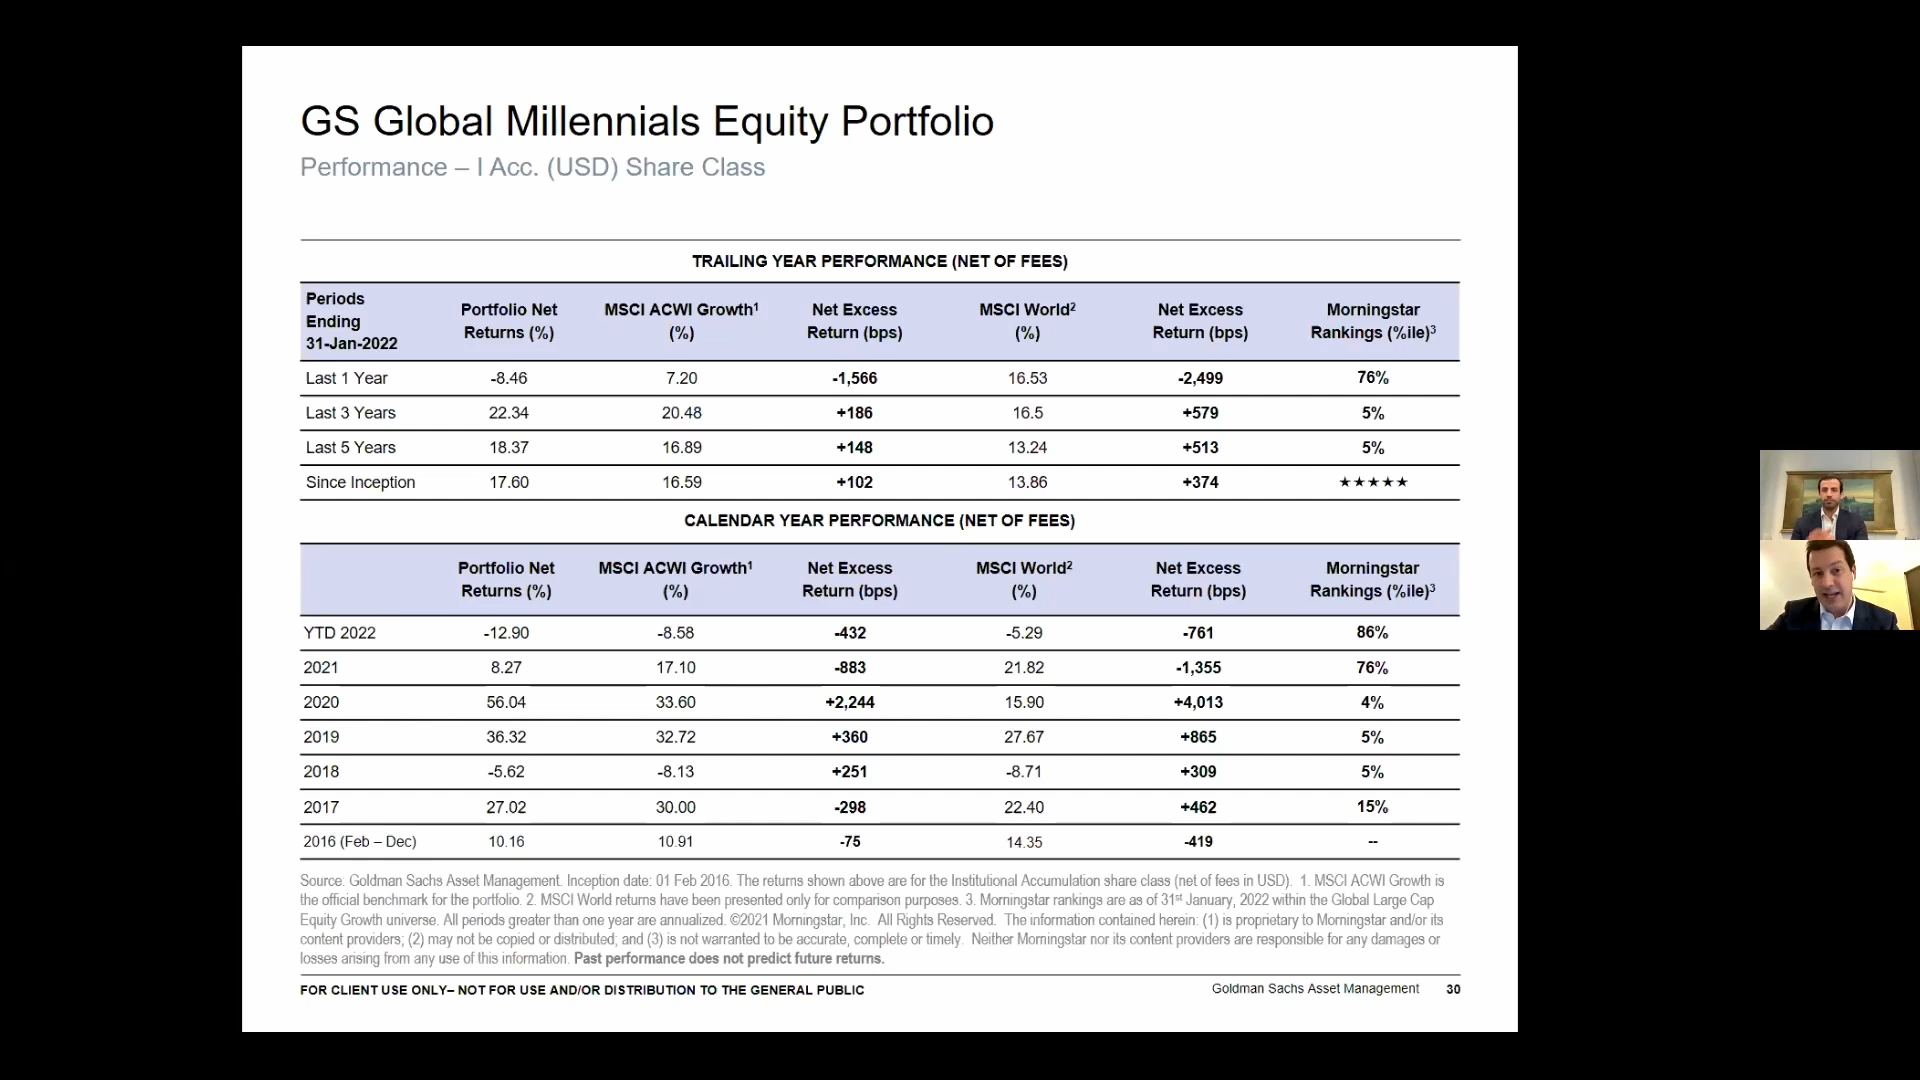 GS Global Millennials Equity Portfolio
Performance – I Acc. (USD) Share Class
TRAILING YEAR PERFORMANCE (NET OF FEES)
Periods Ending 31-Jan-2022 Portfolio Net Returns (%) MSCI ACWI Growth¹ (%) Net Excess Return (bps) MSCI World² (%) Net Excess Return (bps) Morningstar Rankings (%ile)³
Last 1 Year -8.46 7.20 -1,566 16.53 -2,499 76%
Last 3 Years 22.34 20.48 +186 16.5 +579 5%
Last 5 Years 18.37 16.89 +148 13.24 +513 5%
Since Inception 17.60 16.59 +102 13.86 +374 ★★★★★
CALENDAR YEAR PERFORMANCE (NET OF FEES)
Portfolio Net Returns (%) MSCI ACWI Growth¹ (%) Net Excess Return (bps) MSCI World² (%) Net Excess Return (bps) Morningstar Rankings (%ile)³
YTD 2022 -12.90 -8.58 -432 -5.29 -761 86%
2021 8.27 17.10 -883 21.82 -1,355 76%
2020 56.04 33.60 +2,244 15.90 +4,013 4%
2019 36.32 32.72 +360 27.67 +865 5%
2018 -5.62 -8.13 +251 -8.71 +309 5%
2017 27.02 30.00 -298 22.40 +462 15%
2016 (Feb – Dec) 10.16 10.91 -75 14.35 -419 --
Source: Goldman Sachs Asset Management. Inception date: 01 Feb 2016. The returns shown above are for the Institutional Accumulation share class (net of fees in USD). 1. MSCI ACWI Growth is
the official benchmark for the portfolio. 2. MSCI World returns have been presented only for comparison purposes. 3. Morningstar rankings are as of 31st January, 2022 within the Global Large Cap
Equity Growth universe. All periods greater than one year are annualized. ©2021 Morningstar, Inc. All Rights Reserved. The information contained herein: (1) is proprietary to Morningstar and/or its
content providers; (2) may not be copied or distributed; and (3) is not warranted to be accurate, complete or timely. Neither Morningstar nor its content providers are responsible for any damages or
losses arising from any use of this information. Past performance does not predict future returns.
FOR CLIENT USE ONLY– NOT FOR USE AND/OR DISTRIBUTION TO THE GENERAL PUBLIC
Goldman Sachs Asset Management 30